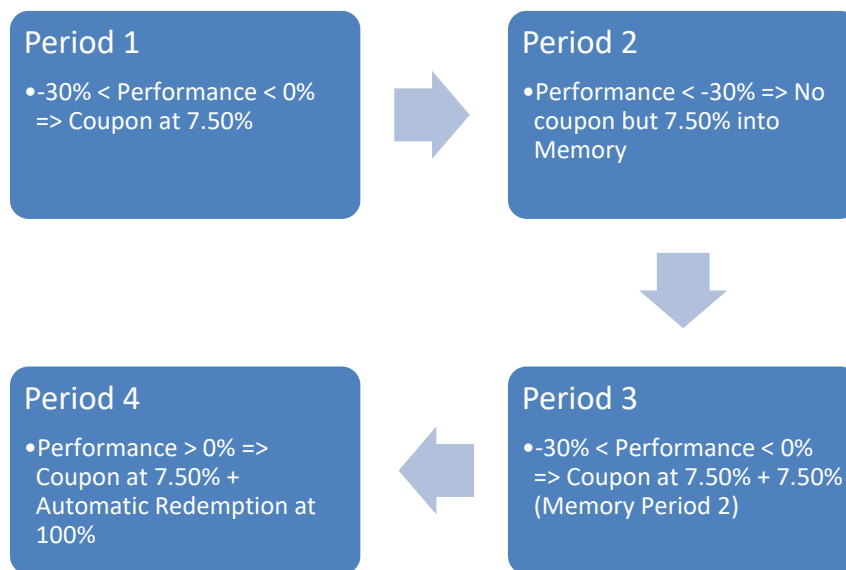 Period 1
•-30% < Performance < 0%
=> Coupon at 7.50%
Period 2
•Performance < -30% => No
coupon but 7.50% into
Memory
Period 3
•-30% < Performance < 0%
=> Coupon at 7.50% + 7.50%
(Memory Period 2)
Period 4
•Performance > 0% =>
Coupon at 7.50% +
Automatic Redemption at
100%